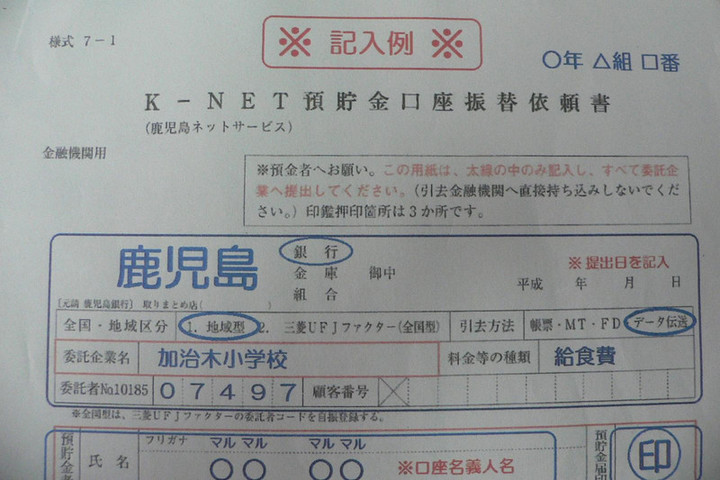 様式 7-1
※ 記入例 ※
〇年 △組 口番
K-NET預貯金口座振替依頼書
(鹿児島ネットサービス)
金融機関用
※預金者へお願い。この用紙は、太線の中のみ記入し、すべて委託企
業へ提出してください。(引去金融機関へ直接持ち込みしないでくだ
さい。)印鑑押印箇所は3か所です。
鹿児島 銀行
金庫 御中
組合
※提出日を記入
平成 年 月 日
[元請 鹿児島銀行] 取りまとめ店( )
全国・地域区分 1. 地域型 2. 三菱UFJファクター(全国型) 引去方法 帳票・MT・FD・データ伝送
委託企業名 加治木小学校 料金等の種類 給食費
委託者No10185 07497 顧客番号
※全国型は、三菱UFJファクターの委託者コードを自振登録する。
預貯金者 フリガナ マル マル マル マル 預貯金届印 印
氏名 〇〇 〇〇 ※口座名義人名